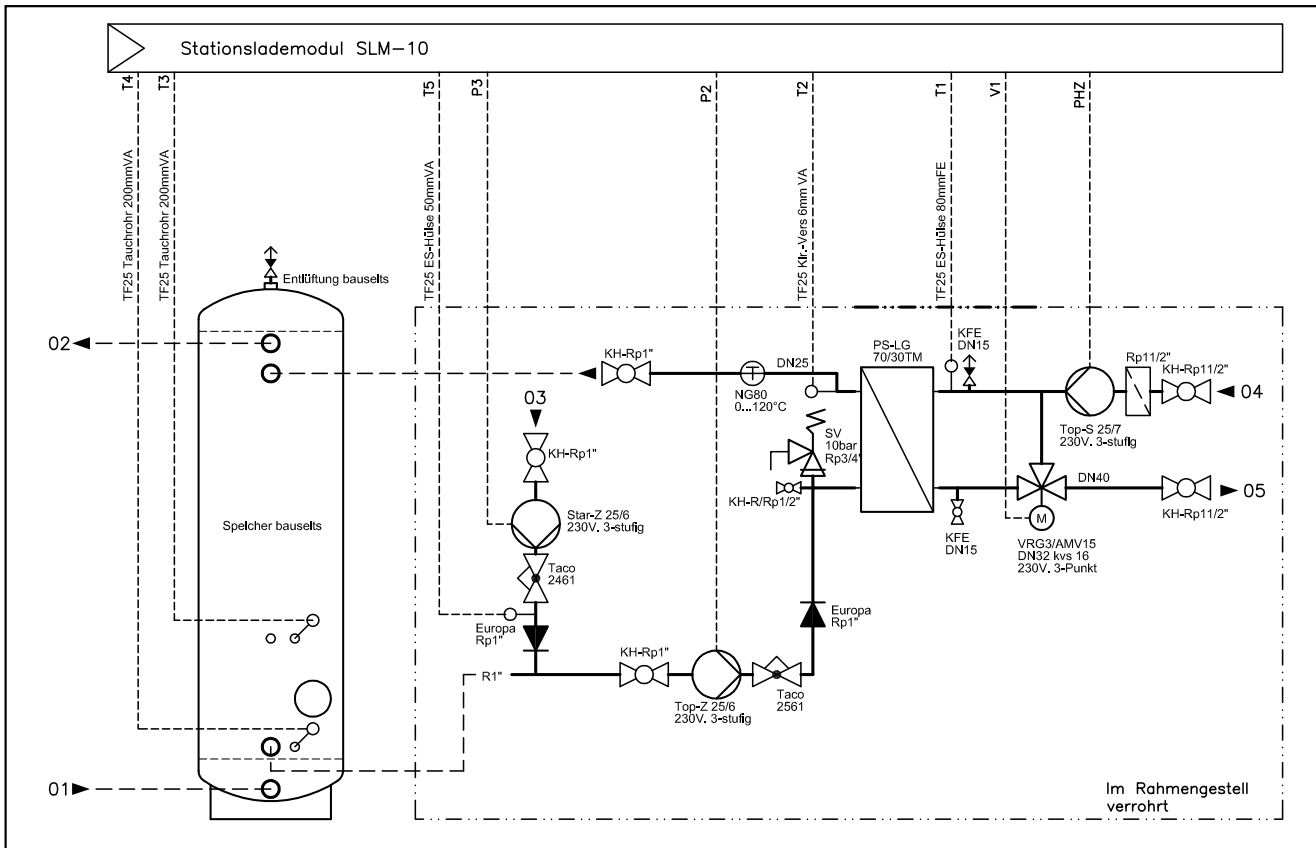 Stationslademodul SLM-10
T4
T3
T5
P3
P2
T2
T1
V1
PHZ
TF25 Tauchrohr 200mmVA
TF25 Tauchrohr 200mmVA
TF25 ES-Hülse 50mmVA
TF25 Klr.-Vers 6mm VA
TF25 ES-Hülse 80mmFE
Entlüftung bauseits
02
KH-Rp1"
DN25
NG80
0...120°C
PS-LG
70/30TM
KFE
DN15
Rp11/2"
KH-Rp11/2"
04
Top-S 25/7
230V. 3-stufig
03
KH-Rp1"
SV
10bar
Rp3/4"
KH-R/Rp1/2"
DN40
05
KH-Rp11/2"
Speicher bauseits
Star-Z 25/6
230V. 3-stufig
KFE
DN15
M
VRG3/AMV15
DN32 kvs 16
230V. 3-Punkt
Taco
2461
Europa
Rp1"
Europa
Rp1"
R1"
KH-Rp1"
Top-Z 25/6
230V. 3-stufig
Taco
2561
01
Im Rahmengestell
verrohrt
T